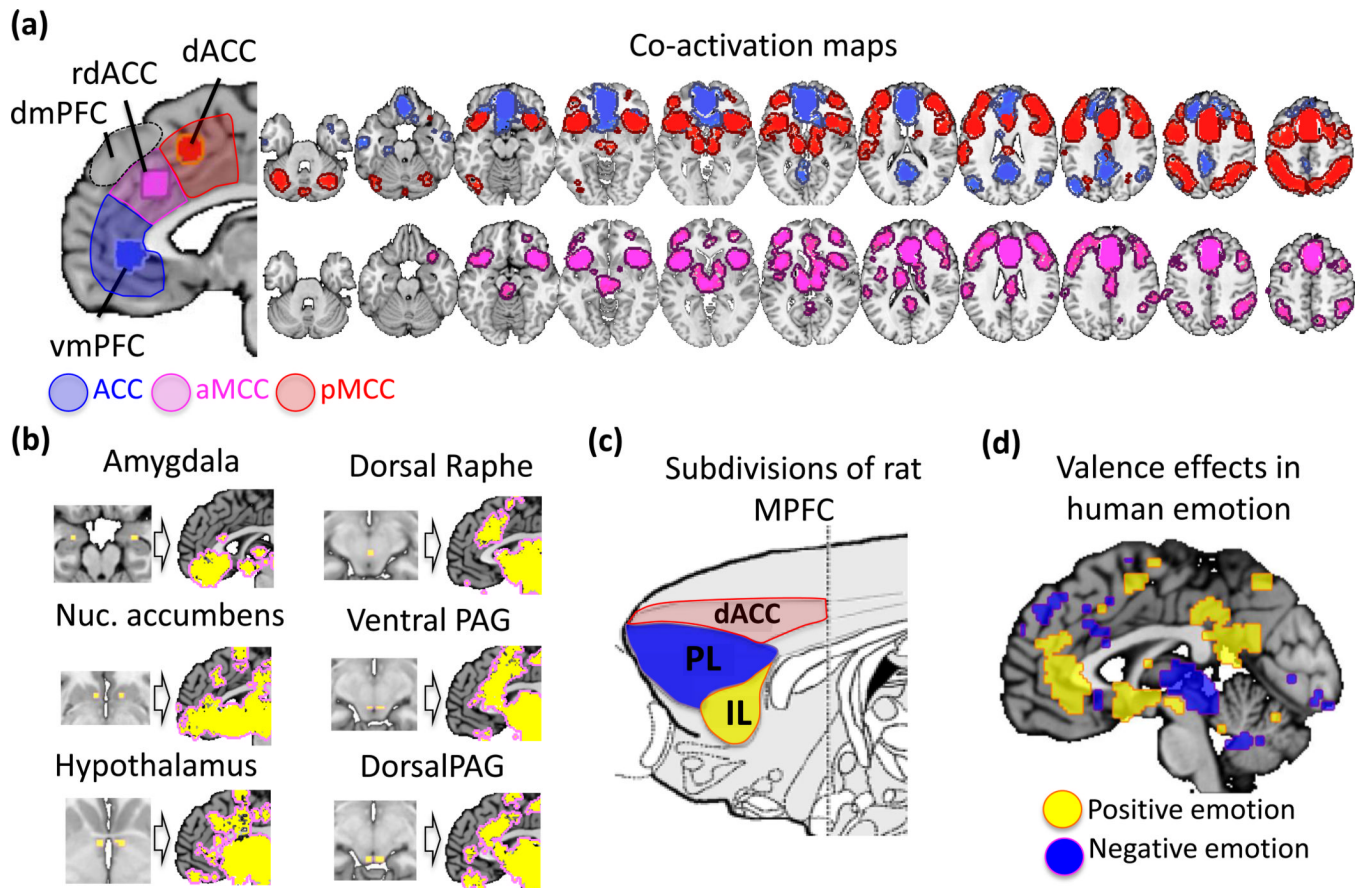 (a)
dACC
rdACC
dmPFC
Co-activation maps
vmPFC
ACC aMCC pMCC
(b)
Amygdala
Dorsal Raphe
Nuc. accumbens
Ventral PAG
Hypothalamus
DorsalPAG
(c)
Subdivisions of rat
MPFC
dACC
PL
IL
(d)
Valence effects in
human emotion
Positive emotion
Negative emotion